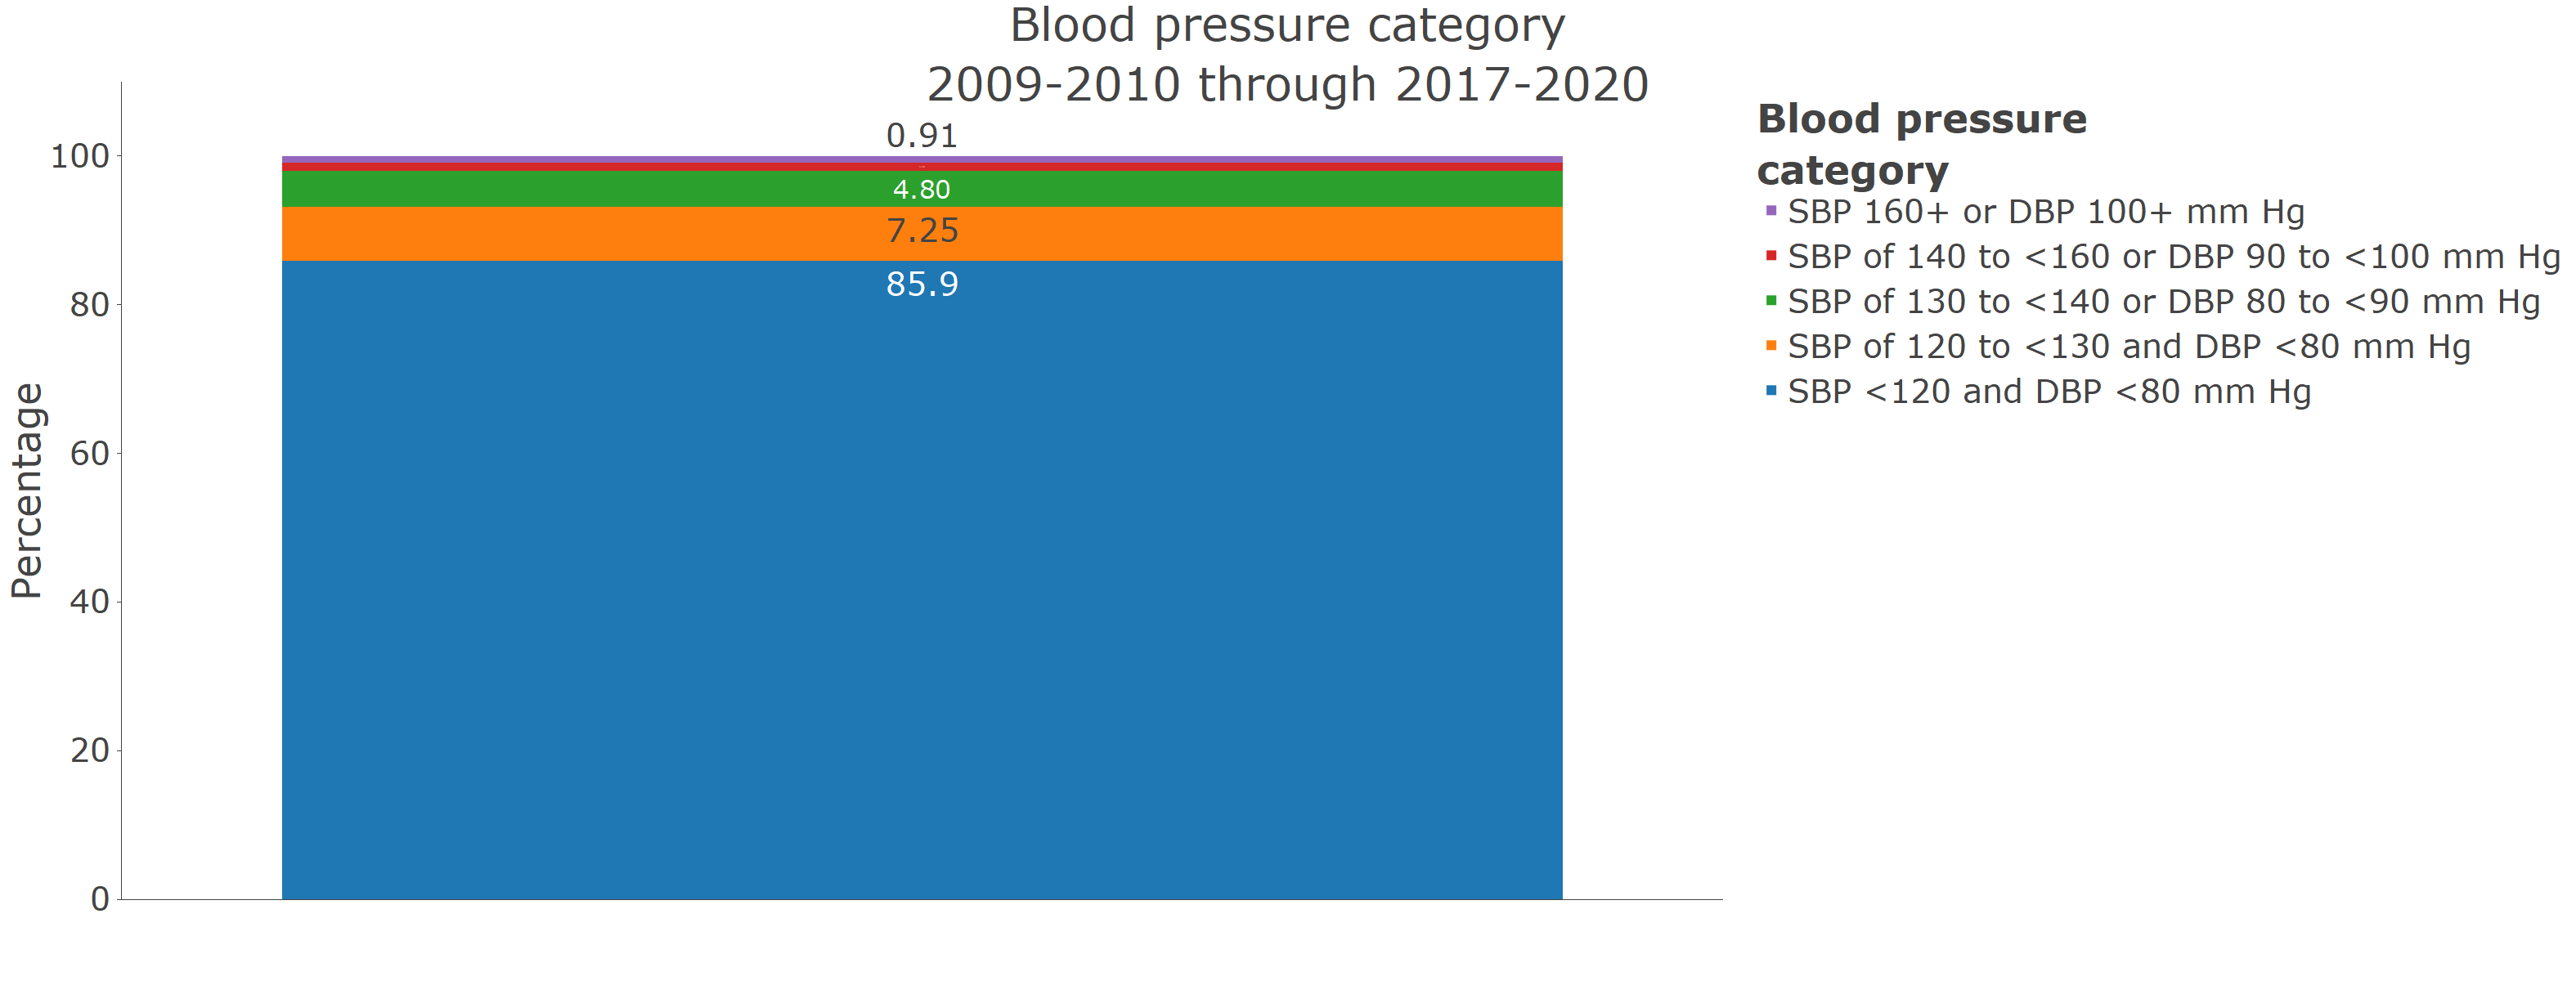 Blood pressure category
2009-2010 through 2017-2020
Percentage
100
80
60
40
20
0
0.91
4.80
7.25
85.9
Blood pressure
category
SBP 160+ or DBP 100+ mm Hg
SBP of 140 to <160 or DBP 90 to <100 mm Hg
SBP of 130 to <140 or DBP 80 to <90 mm Hg
SBP of 120 to <130 and DBP <80 mm Hg
SBP <120 and DBP <80 mm Hg